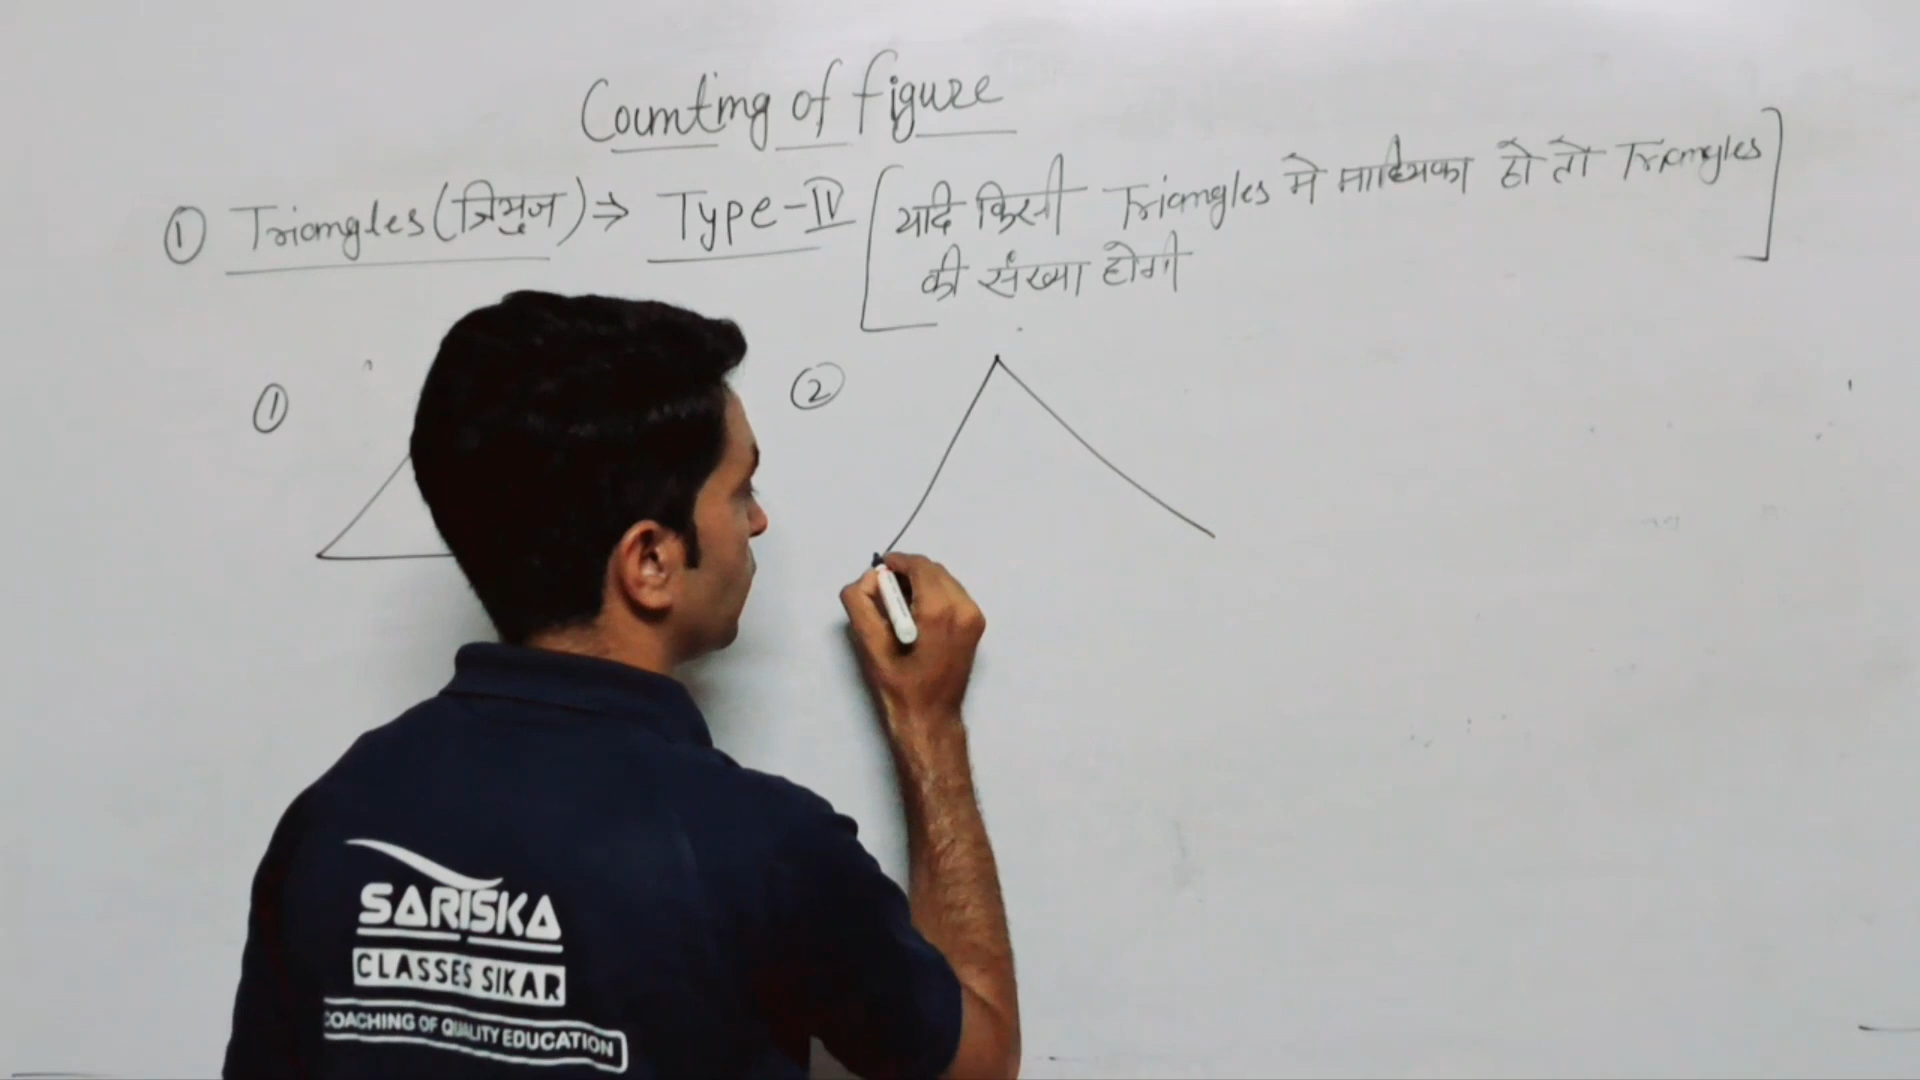 Counting of figure
① Triangles (त्रिभुज) ⇒ Type-IV [यदि किसी Triangles मे माध्यिका हो तो Triangles
की संख्या होगी]
① ②
SARISKA
CLASSES SIKAR
COACHING OF QUALITY EDUCATION